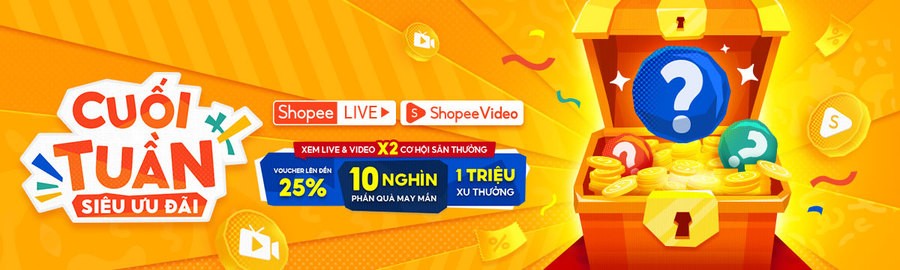 CUỐI
TUẦN
SIÊU ƯU ĐÃI
Shopee LIVE
S ShopeeVideo
XEM LIVE & VIDEO X2 CƠ HỘI SĂN THƯỞNG
VOUCHER LÊN ĐẾN
25%
10 NGHÌN
PHẦN QUÀ MAY MẮN
1 TRIỆU
XU THƯỞNG
?
?
?
S
%